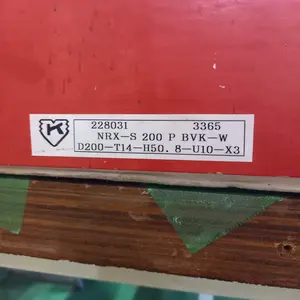 K
228031 3365
NRX-S 200 P BVK-W
D200-T14-H50.8-U10-X3